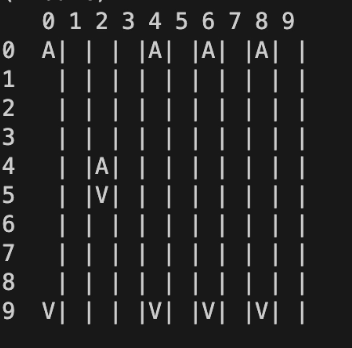 0 1 2 3 4 5 6 7 8 9
0  A| | | |A| |A| |A| |
1   | | | | | | | | | |
2   | | | | | | | | | |
3   | | | | | | | | | |
4   | |A| | | | | | | |
5   | |V| | | | | | | |
6   | | | | | | | | | |
7   | | | | | | | | | |
8   | | | | | | | | | |
9  V| | | |V| |V| |V| |